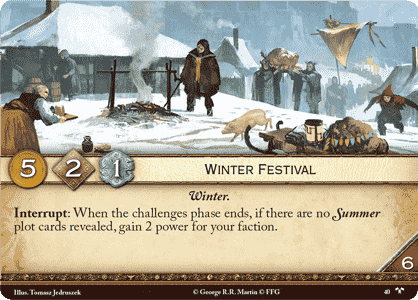 5 2 1 Winter Festival
Winter.
Interrupt: When the challenges phase ends, if there are no Summer
plot cards revealed, gain 2 power for your faction.
6
Illus. Tomasz Jedruszek © George R.R. Martin © FFG 40